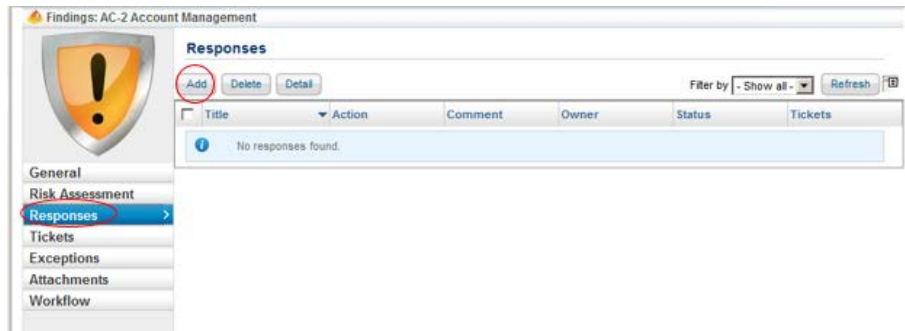 Findings: AC-2 Account Management
Responses
Add Delete Detail Filter by - Show all - Refresh
Title Action Comment Owner Status Tickets
No responses found.
General
Risk Assessment
Responses
Tickets
Exceptions
Attachments
Workflow